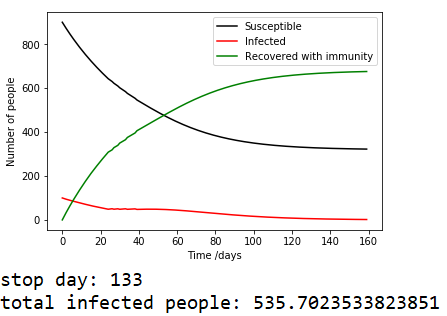 Susceptible
Infected
Recovered with immunity
Number of people
800
600
400
200
0
0 20 40 60 80 100 120 140 160
Time /days
stop day: 133
total infected people: 535.7023533823851